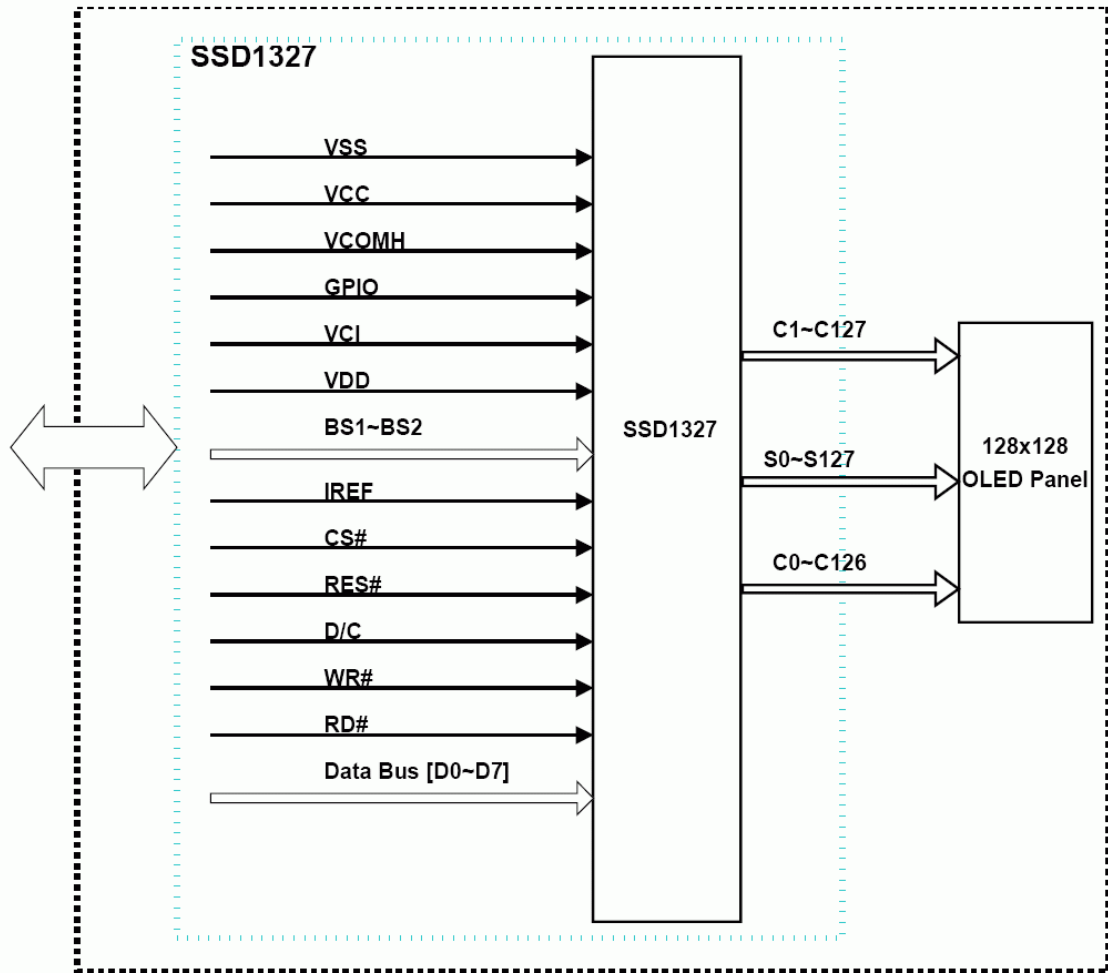 SSD1327
VSS
VCC
VCOMH
GPIO
VCI
VDD
BS1~BS2
IREF
CS#
RES#
D/C
WR#
RD#
Data Bus [D0~D7]
SSD1327
C1~C127
S0~S127
C0~C126
128x128
OLED Panel